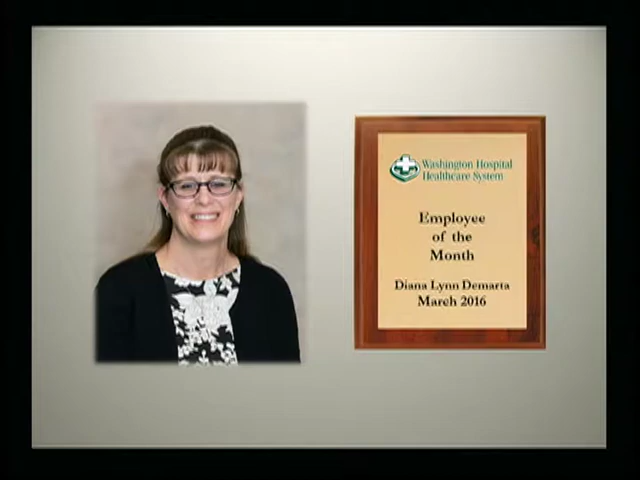 Washington Hospital
Healthcare System
Employee
of the
Month
Diana Lynn Demarta
March 2016